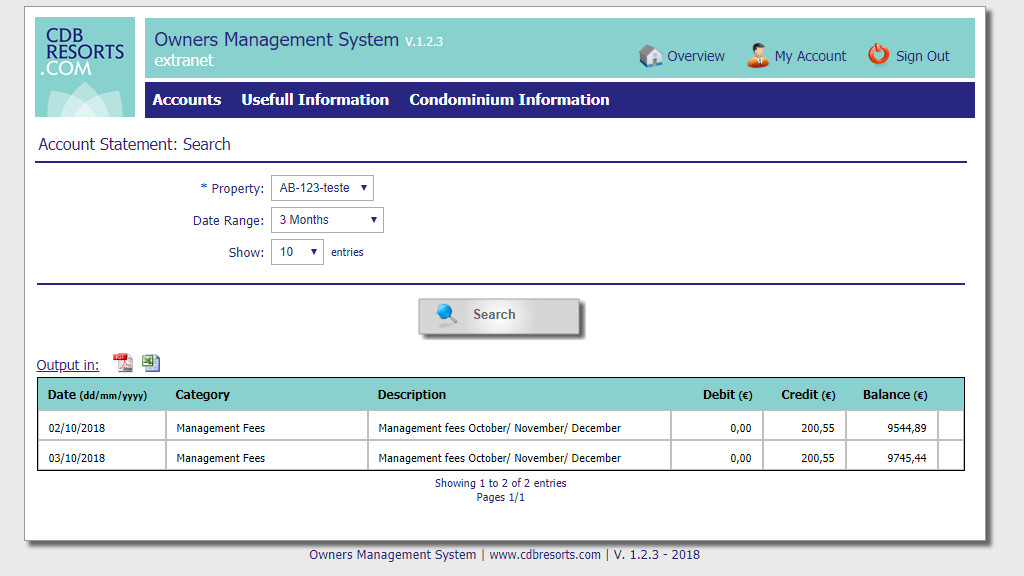 CDB
RESORTS
.COM
Owners Management System V.1.2.3
extranet
Overview My Account Sign Out
Accounts Usefull Information Condominium Information
Account Statement: Search
* Property: AB-123-teste
Date Range: 3 Months
Show: 10 entries
Search
Output in:
Date (dd/mm/yyyy) Category Description Debit (€) Credit (€) Balance (€)
02/10/2018 Management Fees Management fees October/ November/ December 0,00 200,55 9544,89
03/10/2018 Management Fees Management fees October/ November/ December 0,00 200,55 9745,44
Showing 1 to 2 of 2 entries
Pages 1/1
Owners Management System | www.cdbresorts.com | V. 1.2.3 - 2018